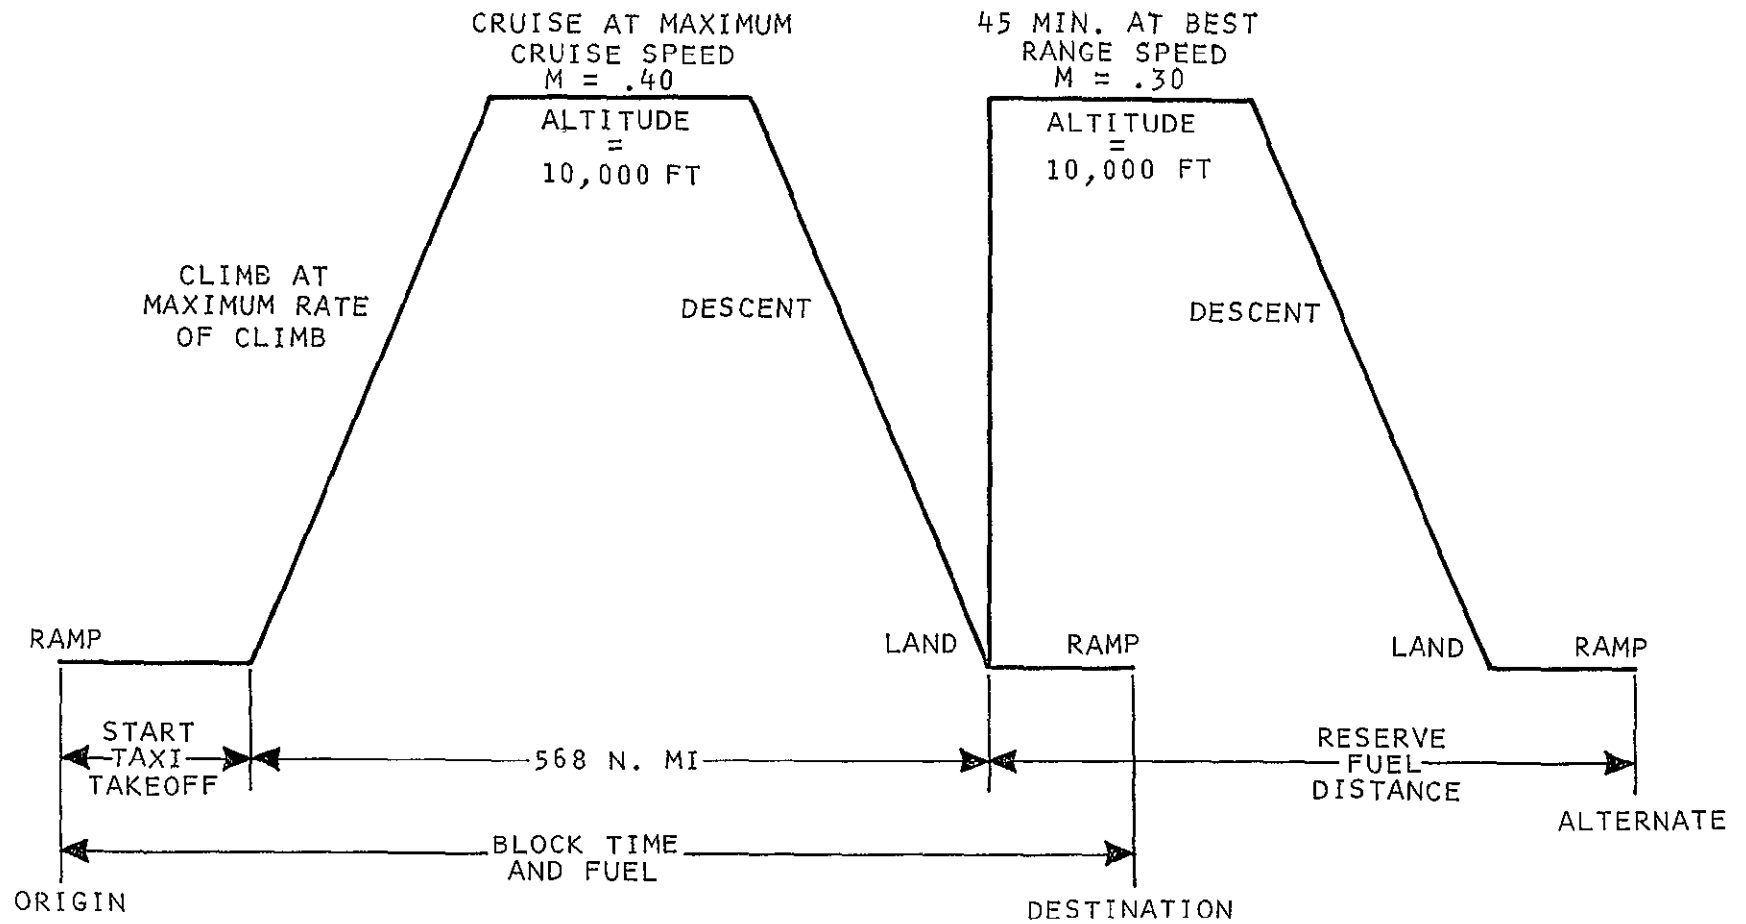 CRUISE AT MAXIMUM
CRUISE SPEED
M = .40
ALTITUDE
=
10,000 FT
45 MIN. AT BEST
RANGE SPEED
M = .30
ALTITUDE
=
10,000 FT
CLIMB AT
MAXIMUM RATE
OF CLIMB
DESCENT
DESCENT
RAMP
LAND
RAMP
LAND
RAMP
START
TAXI
TAKEOFF
568 N. MI
RESERVE
FUEL
DISTANCE
ALTERNATE
BLOCK TIME
AND FUEL
ORIGIN
DESTINATION